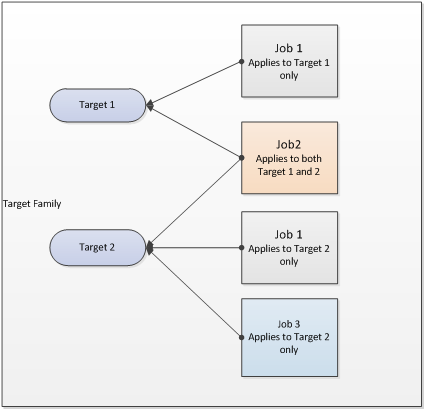 Job 1
Applies to Target 1
only
Target 1
Job2
Applies to both
Target 1 and 2
Target Family
Target 2
Job 1
Applies to Target 2
only
Job 3
Applies to Target 2
only